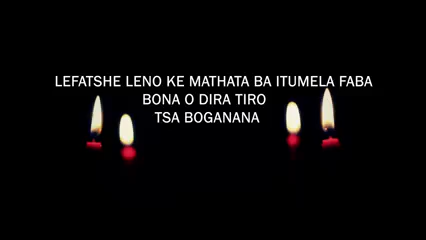 LEFATSHE LENO KE MATHATA BA ITUMELA FABA
BONA O DIRA TIRO
TSA BOGANANA